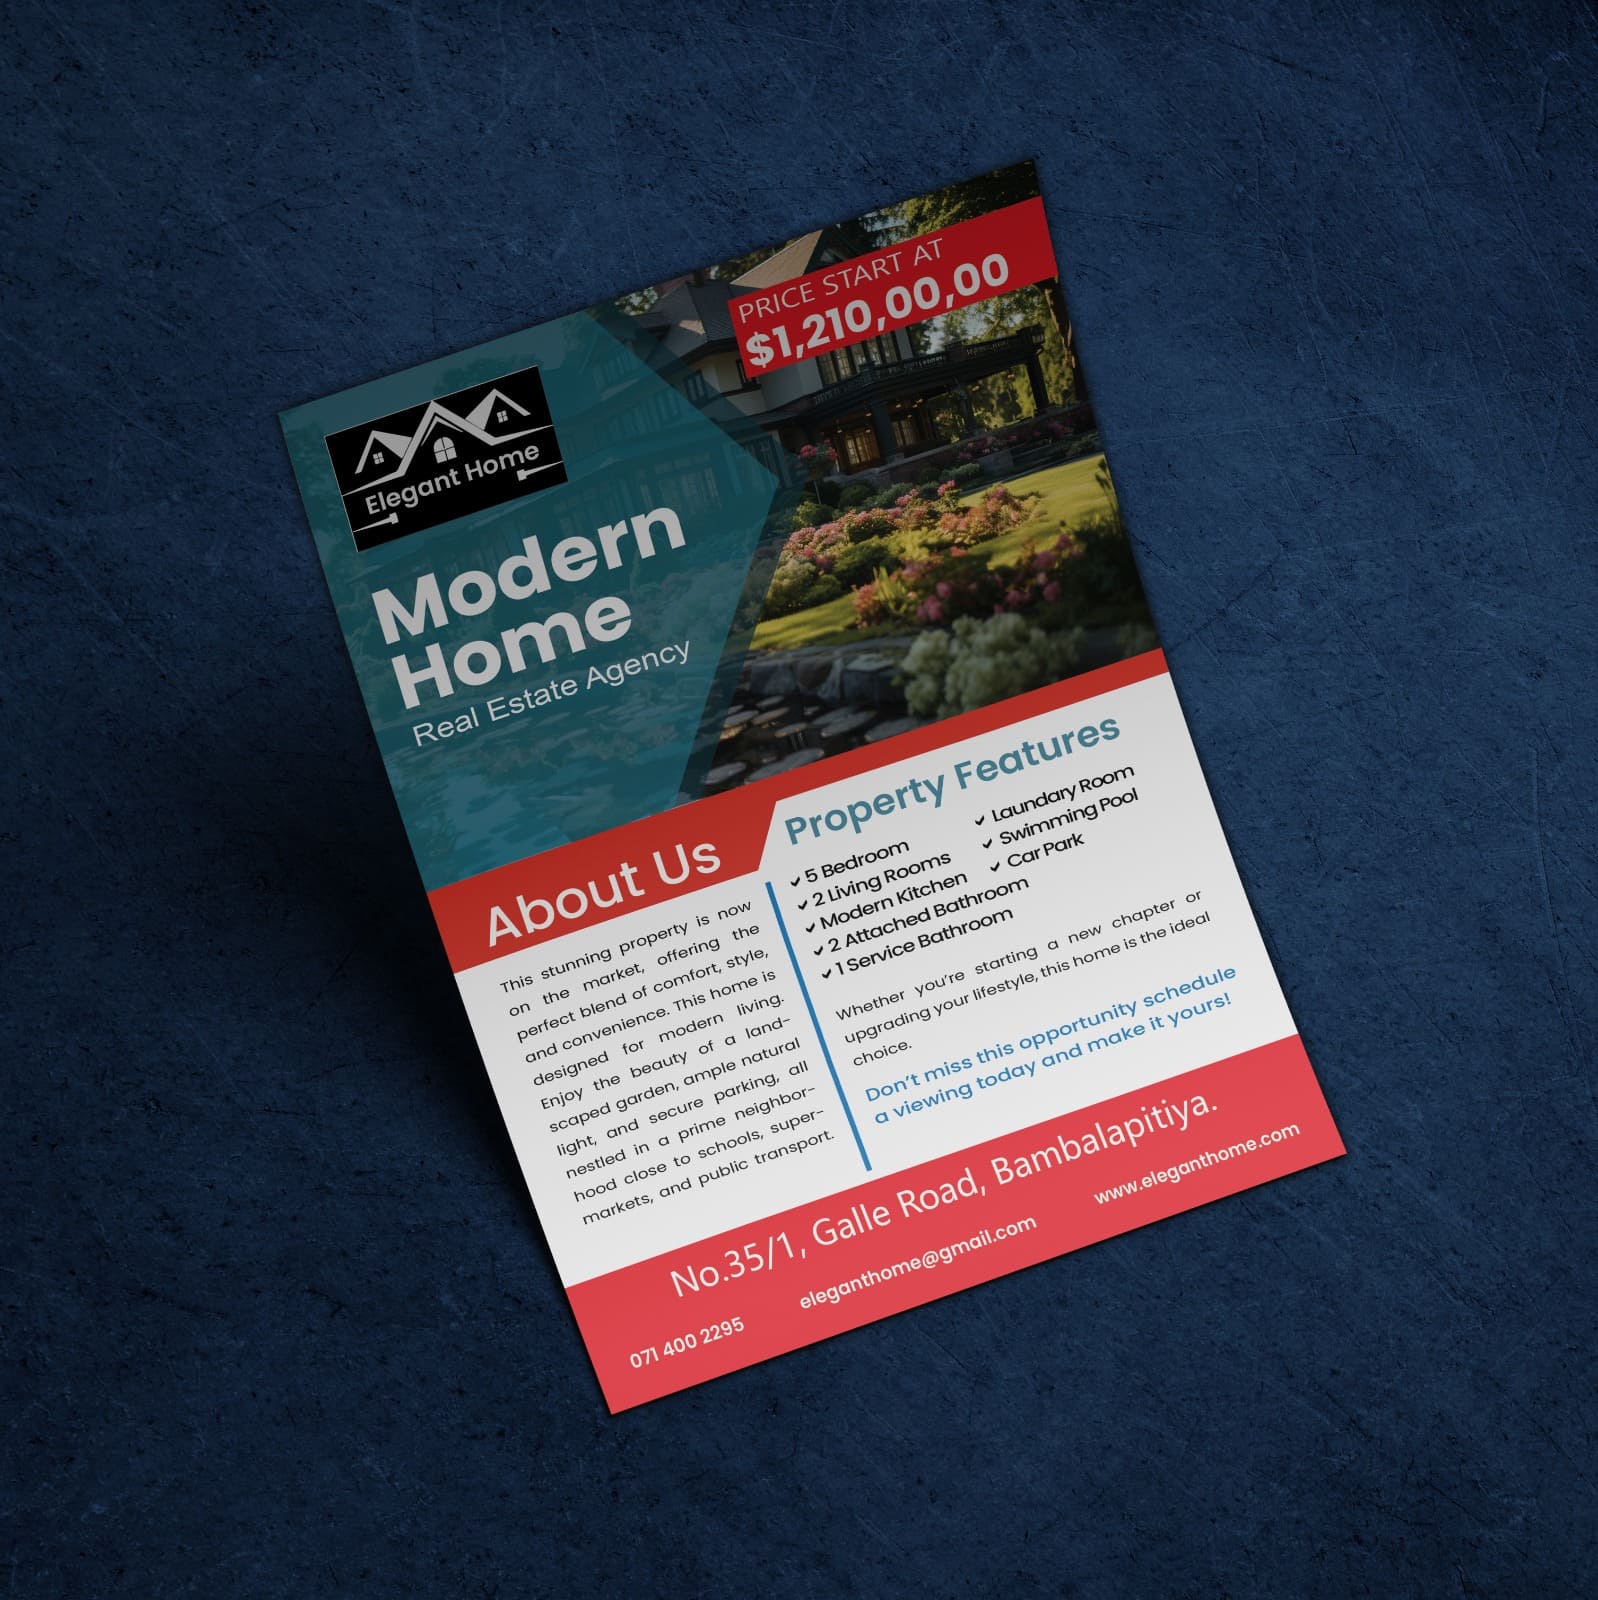 PRICE START AT
$1,210,00,00
Elegant Home
Modern
Home
Real Estate Agency
About Us
This stunning property is now
on the market, offering the
perfect blend of comfort, style,
and convenience. This home is
designed for modern living.
Enjoy the beauty of a land-
scaped garden, ample natural
light, and secure parking, all
nestled in a prime neighbor-
hood close to schools, super-
markets, and public transport.
Property Features
5 Bedroom
2 Living Rooms
Modern Kitchen
2 Attached Bathroom
1 Service Bathroom
Laundary Room
Swimming Pool
Car Park
Whether you're starting a new chapter or
upgrading your lifestyle, this home is the ideal
choice.
Don't miss this opportunity schedule
a viewing today and make it yours!
No.35/1, Galle Road, Bambalapitiya.
071 400 2295
eleganthome@gmail.com
www.eleganthome.com